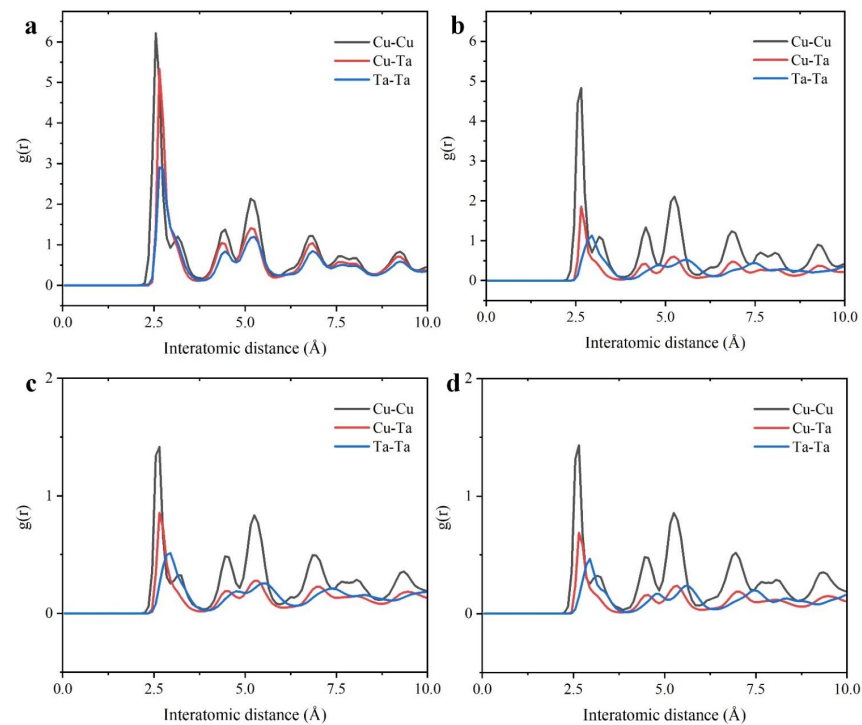 a
Cu-Cu
Cu-Ta
Ta-Ta
g(r)
6
5
4
3
2
1
0
0.0 2.5 5.0 7.5 10.0
Interatomic distance (Å)
b
Cu-Cu
Cu-Ta
Ta-Ta
g(r)
6
5
4
3
2
1
0
0.0 2.5 5.0 7.5 10.0
Interatomic distance (Å)
c
Cu-Cu
Cu-Ta
Ta-Ta
g(r)
2
1
0
0.0 2.5 5.0 7.5 10.0
Interatomic distance (Å)
d
Cu-Cu
Cu-Ta
Ta-Ta
g(r)
2
1
0
0.0 2.5 5.0 7.5 10.0
Interatomic distance (Å)